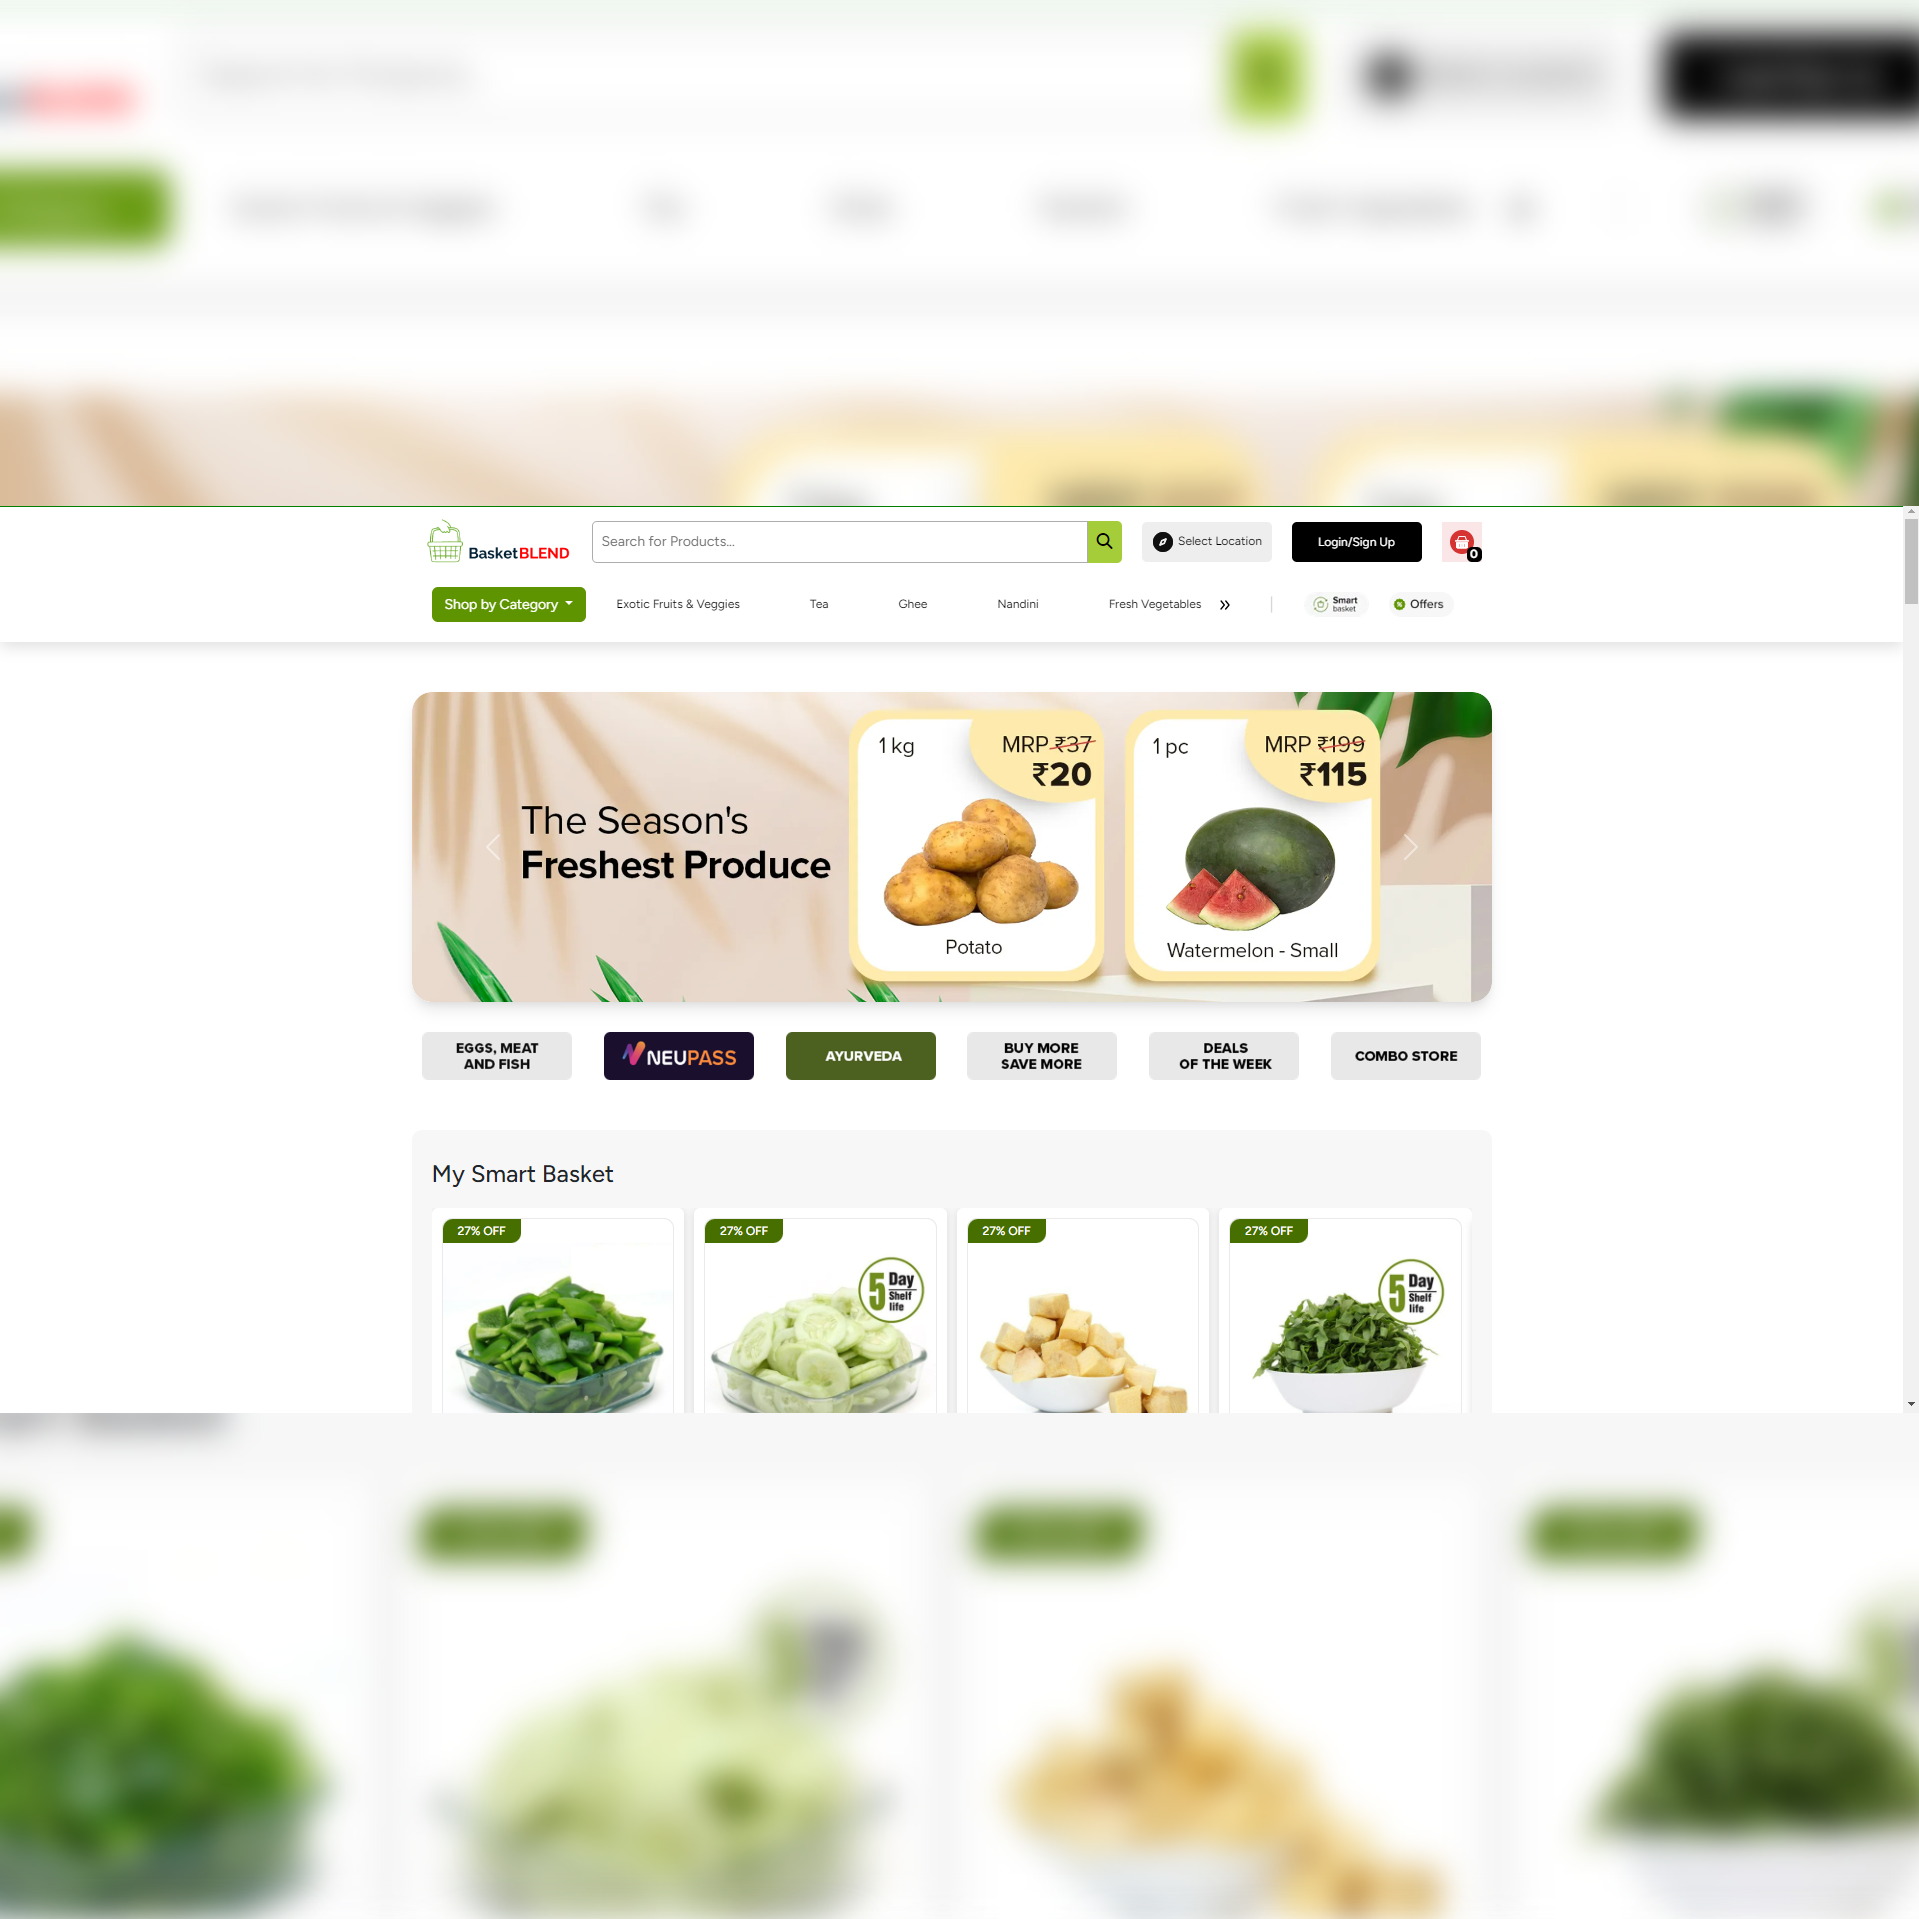 BasketBLEND
Search for Products...
Select Location
Login/Sign Up
0
Shop by Category
Exotic Fruits & Veggies
Tea
Ghee
Nandini
Fresh Vegetables
»
Smart
basket
Offers
The Season's
Freshest Produce
1 kg
MRP ₹37
₹20
Potato
1 pc
MRP ₹199
₹115
Watermelon - Small
EGGS, MEAT
AND FISH
NEUPASS
AYURVEDA
BUY MORE
SAVE MORE
DEALS
OF THE WEEK
COMBO STORE
My Smart Basket
27% OFF
27% OFF
5 Day
Shelf
life
27% OFF
27% OFF
5 Day
Shelf
life